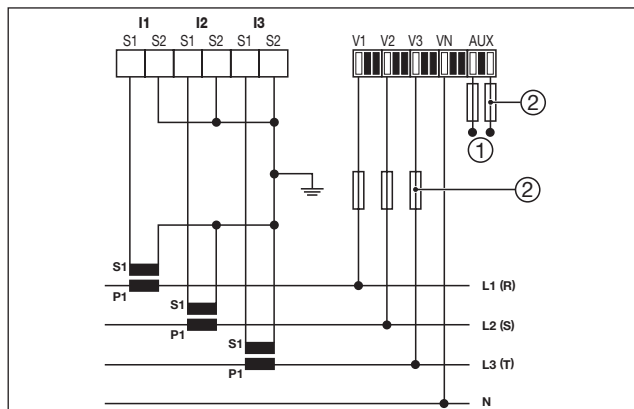 I1 I2 I3
S1 S2 S1 S2 S1 S2 V1 V2 V3 VN AUX
2
1
2
S1
P1 L1 (R)
S1
P1 L2 (S)
S1
P1 L3 (T)
N